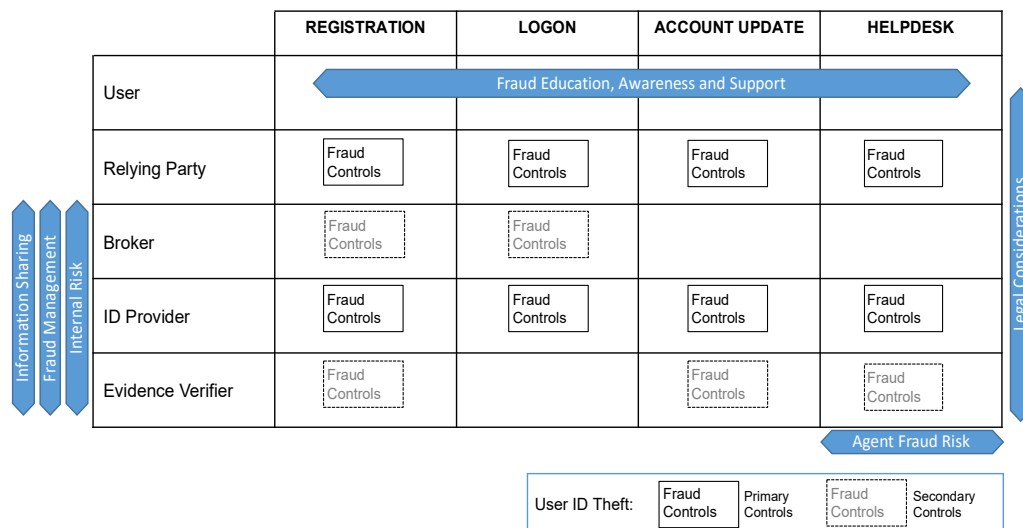 REGISTRATION
LOGON
ACCOUNT UPDATE
HELPDESK
User
Fraud Education, Awareness and Support
Relying Party
Fraud
Controls
Fraud
Controls
Fraud
Controls
Fraud
Controls
Broker
Fraud
Controls
Fraud
Controls
ID Provider
Fraud
Controls
Fraud
Controls
Fraud
Controls
Fraud
Controls
Evidence Verifier
Fraud
Controls
Fraud
Controls
Fraud
Controls
Information Sharing
Fraud Management
Internal Risk
Legal Considerations
Agent Fraud Risk
User ID Theft:
Fraud
Controls
Primary
Controls
Fraud
Controls
Secondary
Controls